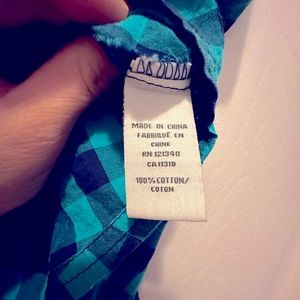 MADE IN CHINA
FABRIQUÉ EN
CHINE
RN 121340
CA 11319
100% COTTON/
COTON